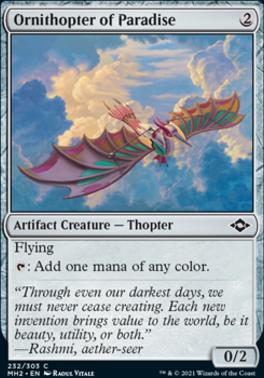 Ornithopter of Paradise 2
Artifact Creature — Thopter
Flying
: Add one mana of any color.
"Through even our darkest days, we
must never cease creating. Each new
invention brings value to the world, be it
beauty, utility, or both."
—Rashmi, aether-seer
0/2
232/303 C
MH2 • EN RAOUL VITALE
™ & © 2021 Wizards of the Coast